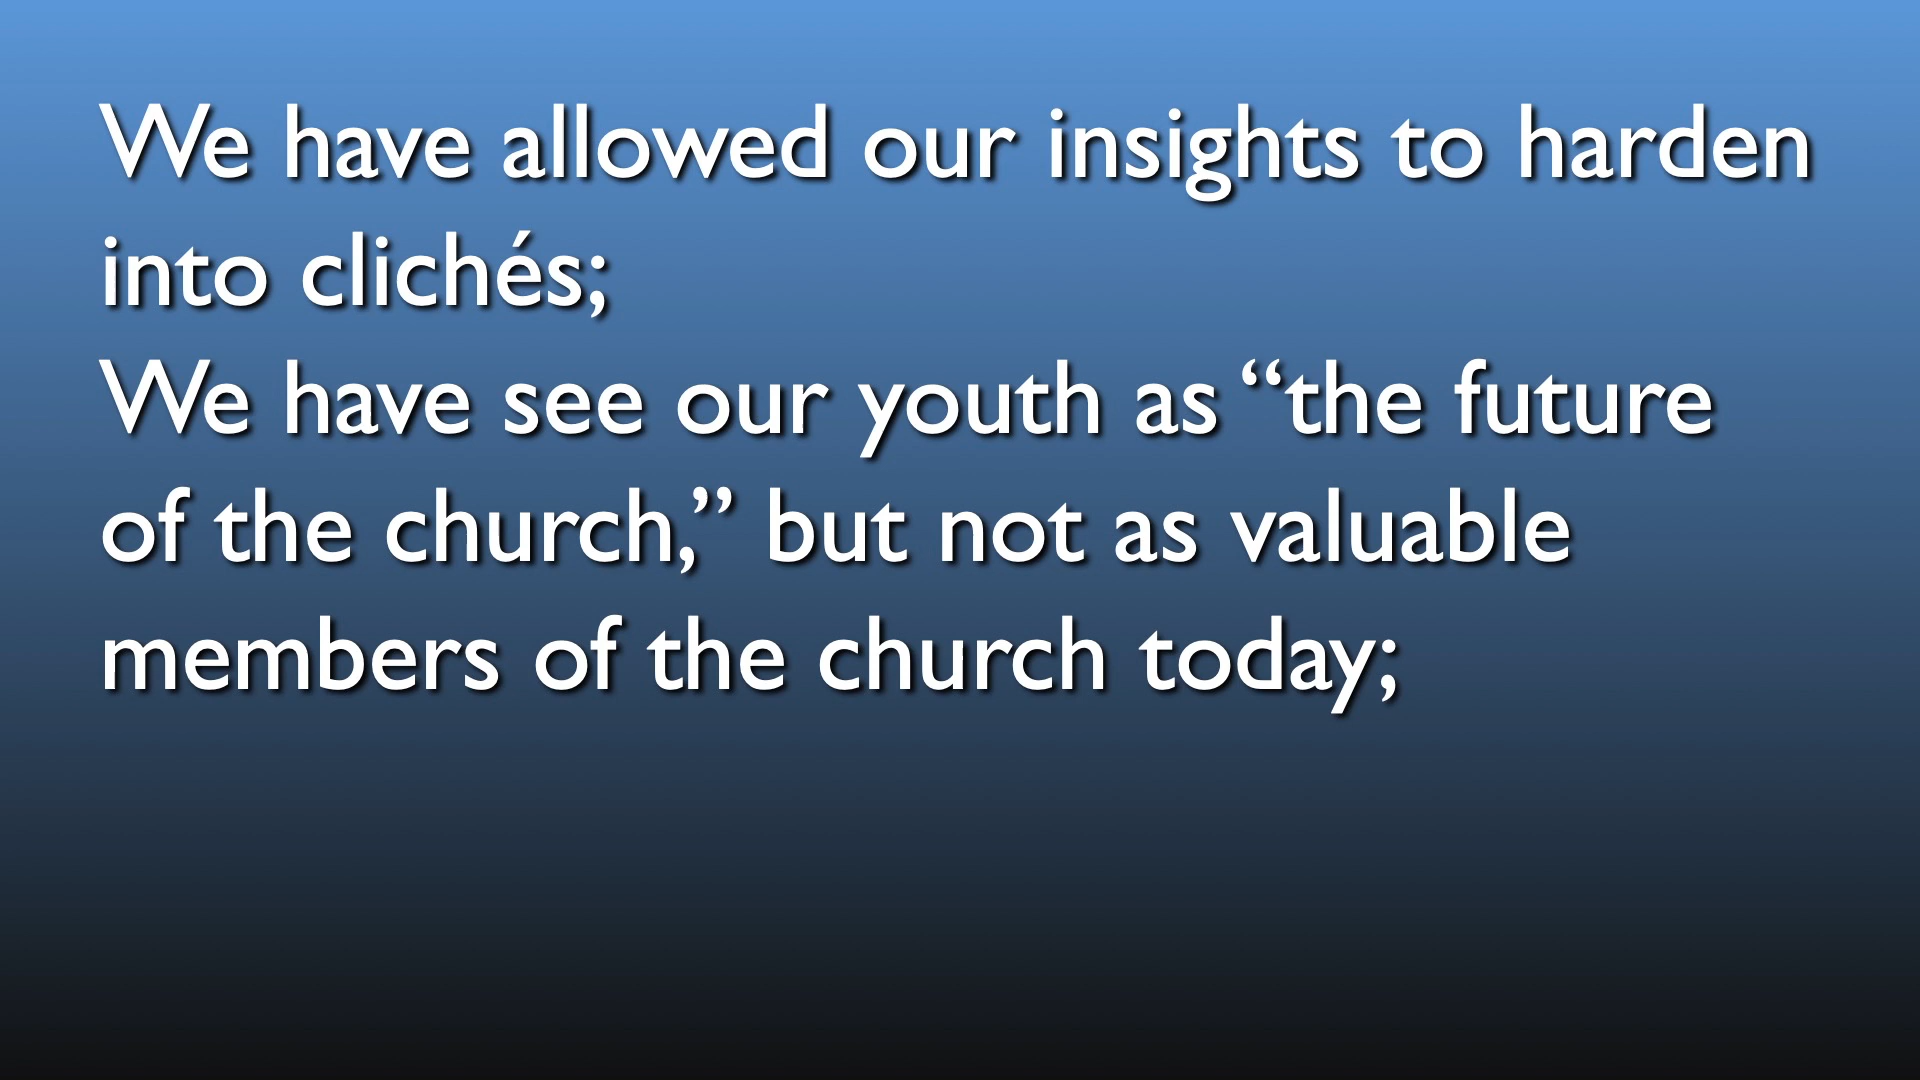 We have allowed our insights to harden
into clichés;
We have see our youth as “the future
of the church,” but not as valuable
members of the church today;